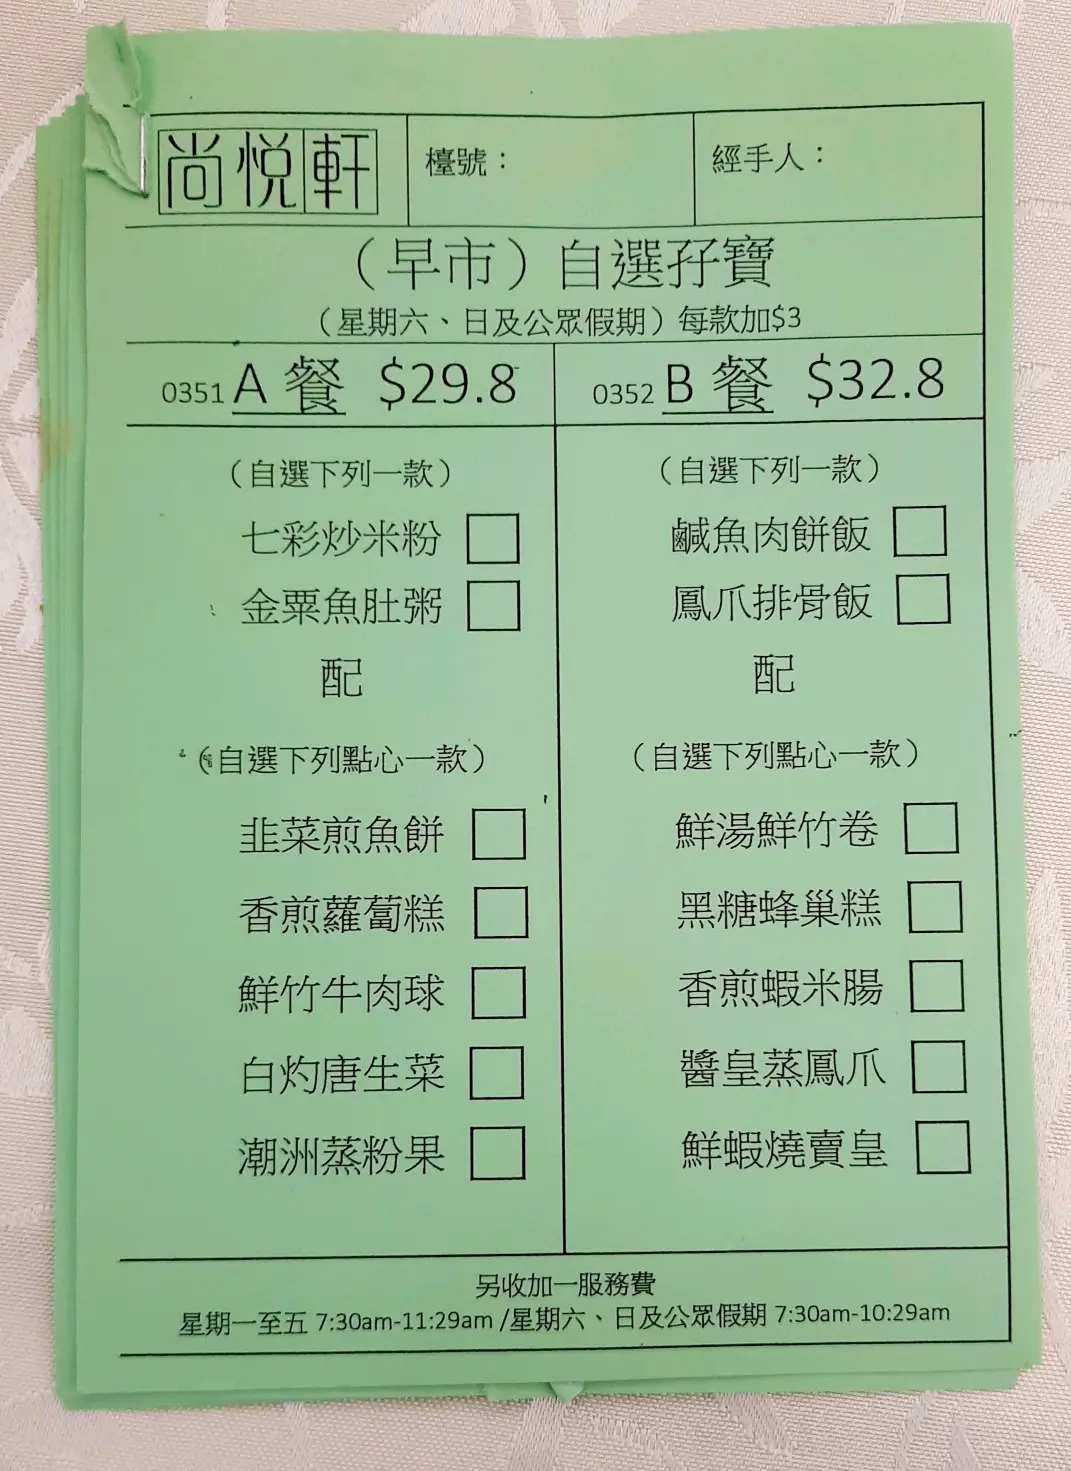 尚悅軒
檯號：
經手人：
（早市）自選孖寶
（星期六、日及公眾假期）每款加$3
0351 A 餐 $29.8
（自選下列一款）
七彩炒米粉
金粟魚肚粥
配
（自選下列點心一款）
韭菜煎魚餅
香煎蘿蔔糕
鮮竹牛肉球
白灼唐生菜
潮洲蒸粉果
0352 B 餐 $32.8
（自選下列一款）
鹹魚肉餅飯
鳳爪排骨飯
配
（自選下列點心一款）
鮮湯鮮竹卷
黑糖蜂巢糕
香煎蝦米腸
醬皇蒸鳳爪
鮮蝦燒賣皇
另收加一服務費
星期一至五 7:30am-11:29am /星期六、日及公眾假期 7:30am-10:29am